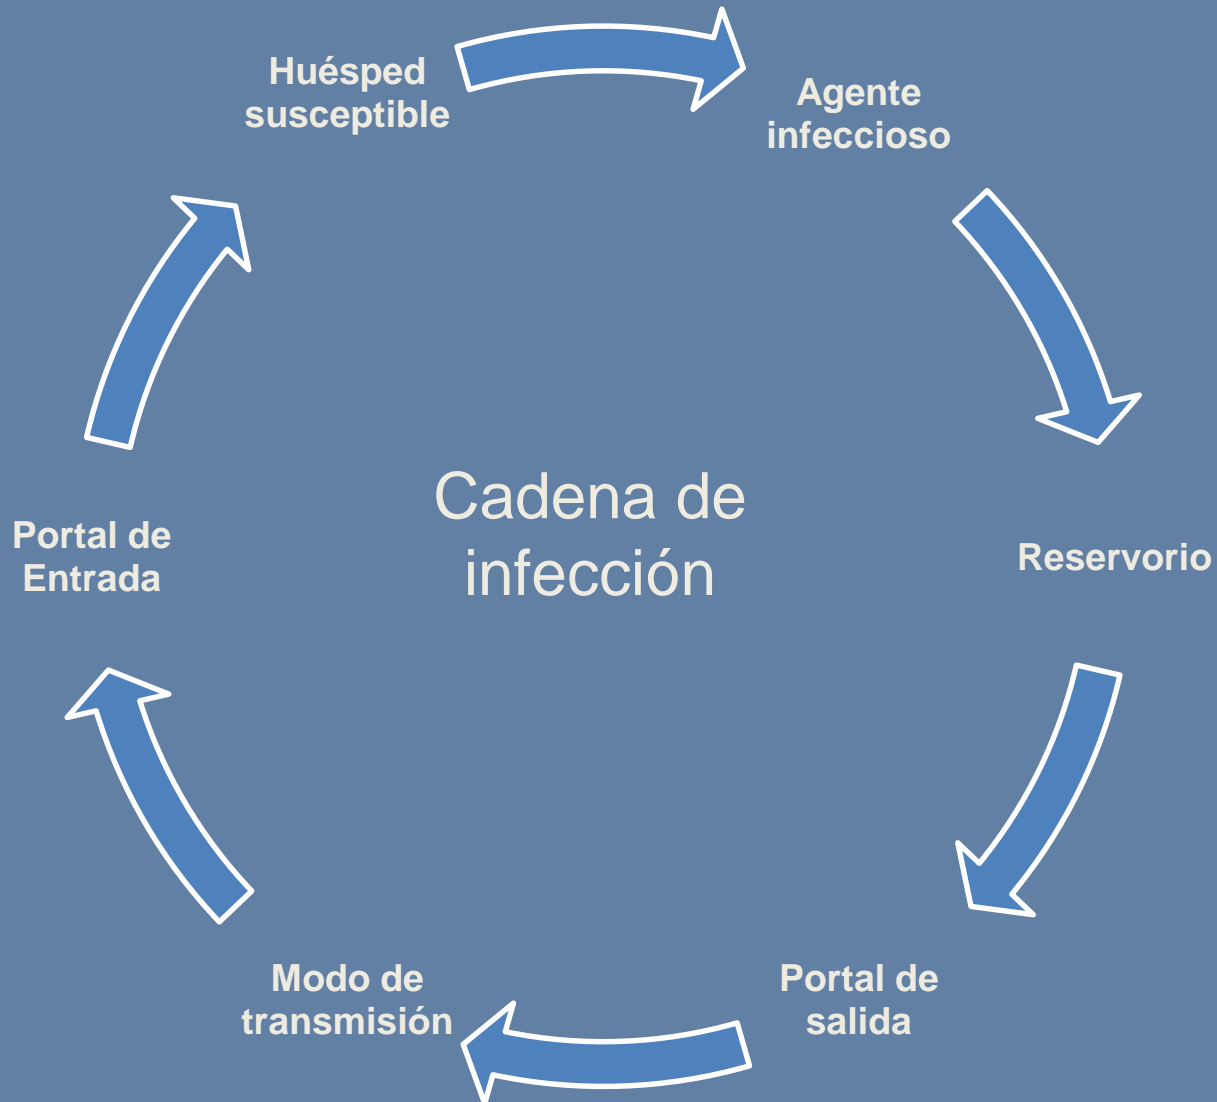 Huésped
susceptible
Agente
infeccioso
Reservorio
Portal de
salida
Modo de
transmisión
Portal de
Entrada
Cadena de
infección